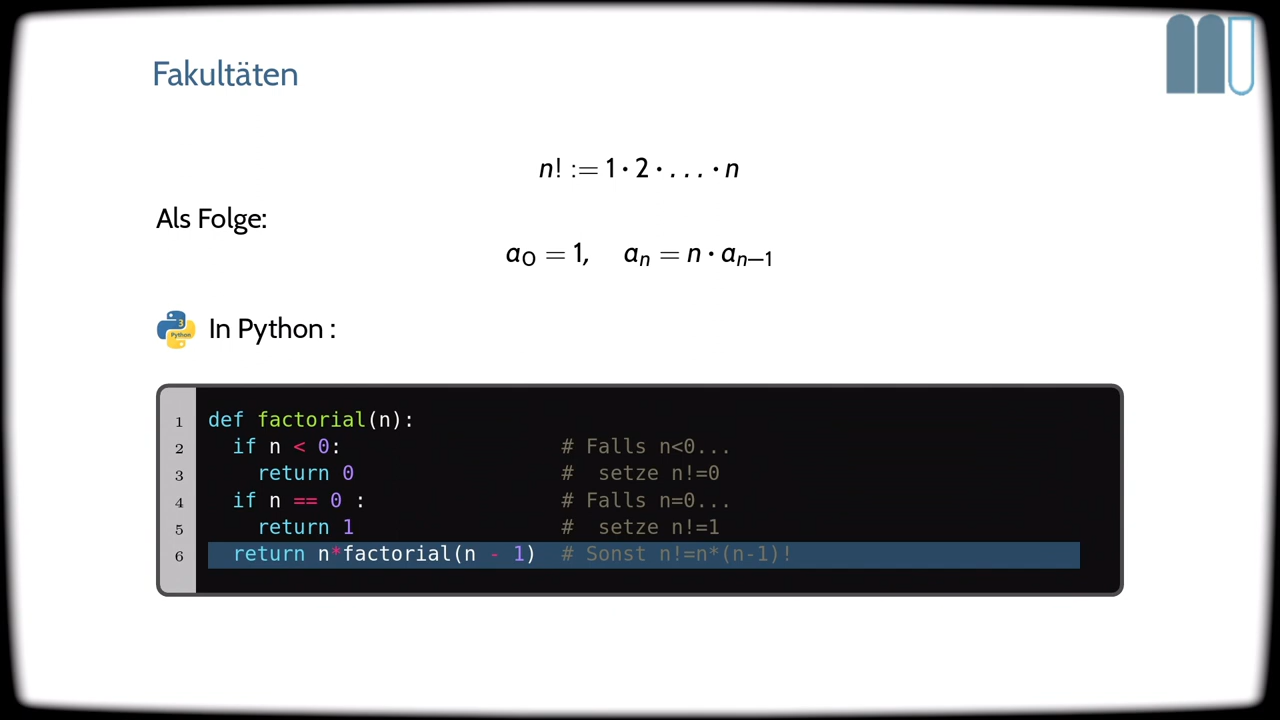 Fakultäten
n! := 1 · 2 · . . . · n
Als Folge:
a₀ = 1, aₙ = n · aₙ₋₁
3 Python In Python :
1 def factorial(n):
2   if n < 0:                  # Falls n<0...
3     return 0                 #  setze n!=0
4   if n == 0 :                # Falls n=0...
5     return 1                 #  setze n!=1
6   return n*factorial(n - 1)  # Sonst n!=n*(n-1)!